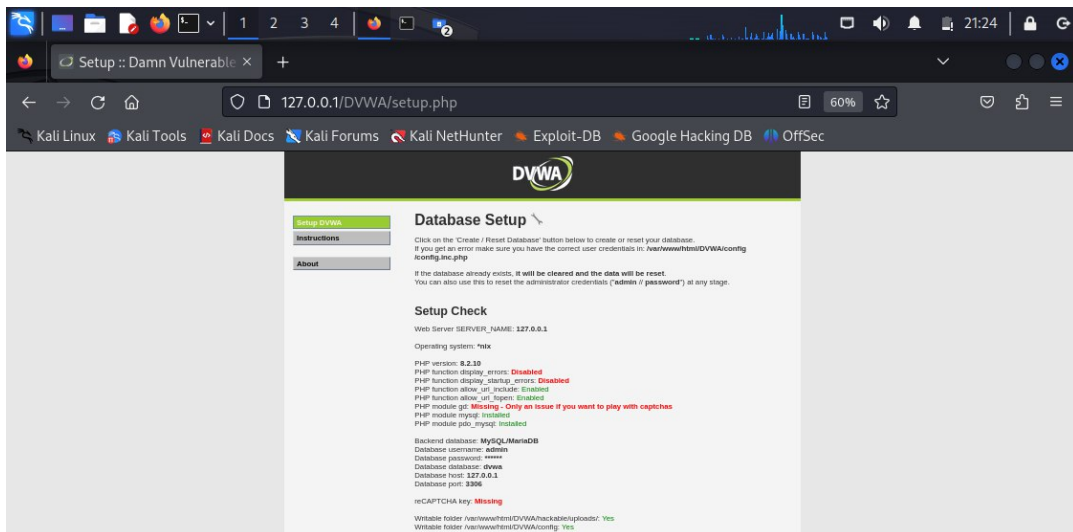 1 2 3 4 2 21:24
Setup :: Damn Vulnerable
127.0.0.1/DVWA/setup.php 60%
Kali Linux Kali Tools Kali Docs Kali Forums Kali NetHunter Exploit-DB Google Hacking DB OffSec
DVWA
Setup DVWA
Instructions
About
Database Setup
Click on the 'Create / Reset Database' button below to create or reset your database.
If you get an error make sure you have the correct user credentials in: /var/www/html/DVWA/config
/config.inc.php
If the database already exists, it will be cleared and the data will be reset.
You can also use this to reset the administrator credentials ("admin // password") at any stage.
Setup Check
Web Server SERVER_NAME: 127.0.0.1
Operating system: *nix
PHP version: 8.2.10
PHP function display_errors: Disabled
PHP function display_startup_errors: Disabled
PHP function allow_url_include: Enabled
PHP function allow_url_fopen: Enabled
PHP module gd: Missing - Only an issue if you want to play with captchas
PHP module mysql: Installed
PHP module pdo_mysql: Installed
Backend database: MySQL/MariaDB
Database username: admin
Database password: ******
Database database: dvwa
Database host: 127.0.0.1
Database port: 3306
reCAPTCHA key: Missing
Writable folder /var/www/html/DVWA/hackable/uploads/: Yes
Writable folder /var/www/html/DVWA/config: Yes